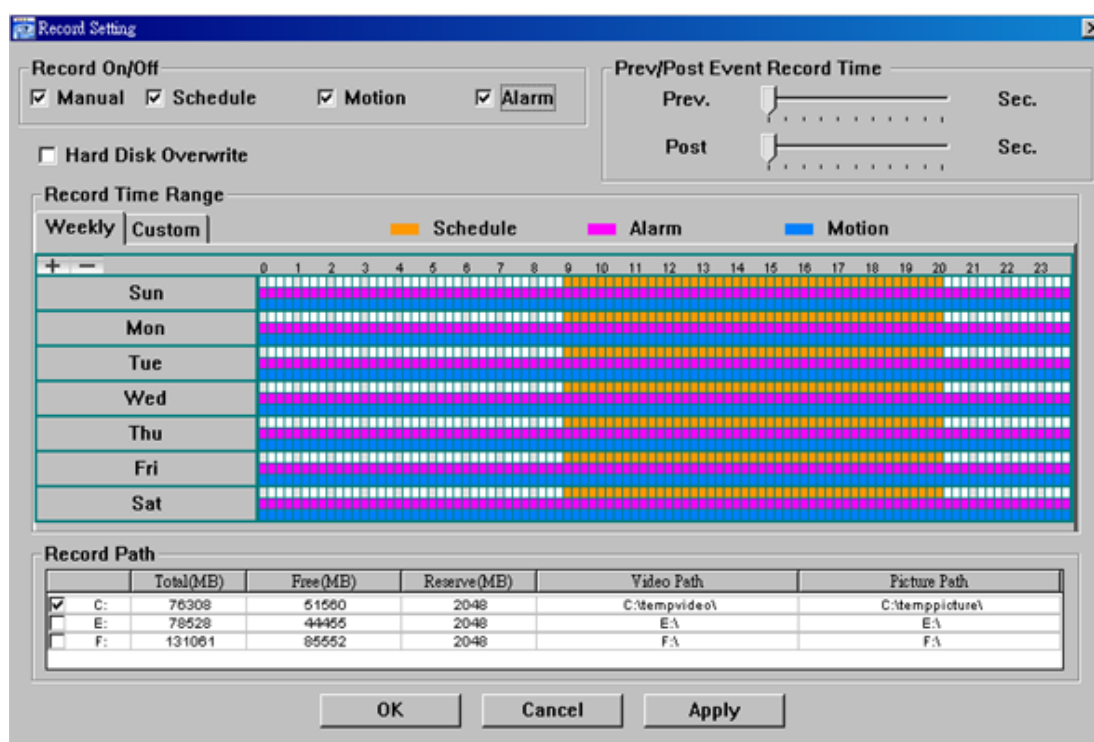 Record Setting
Record On/Off
Manual Schedule Motion Alarm
Prev/Post Event Record Time
Prev. Sec.
Post Sec.
Hard Disk Overwrite
Record Time Range
Weekly Custom Schedule Alarm Motion
+ - 0 1 2 3 4 5 6 7 8 9 10 11 12 13 14 15 16 17 18 19 20 21 22 23
Sun
Mon
Tue
Wed
Thu
Fri
Sat
Record Path
Total(MB) Free(MB) Reserve(MB) Video Path Picture Path
C: 76308 51560 2048 C:\tempvideo\ C:\temppicture\
E: 78528 44455 2048 E:\ E:\
F: 131061 85552 2048 F:\ F:\
OK Cancel Apply